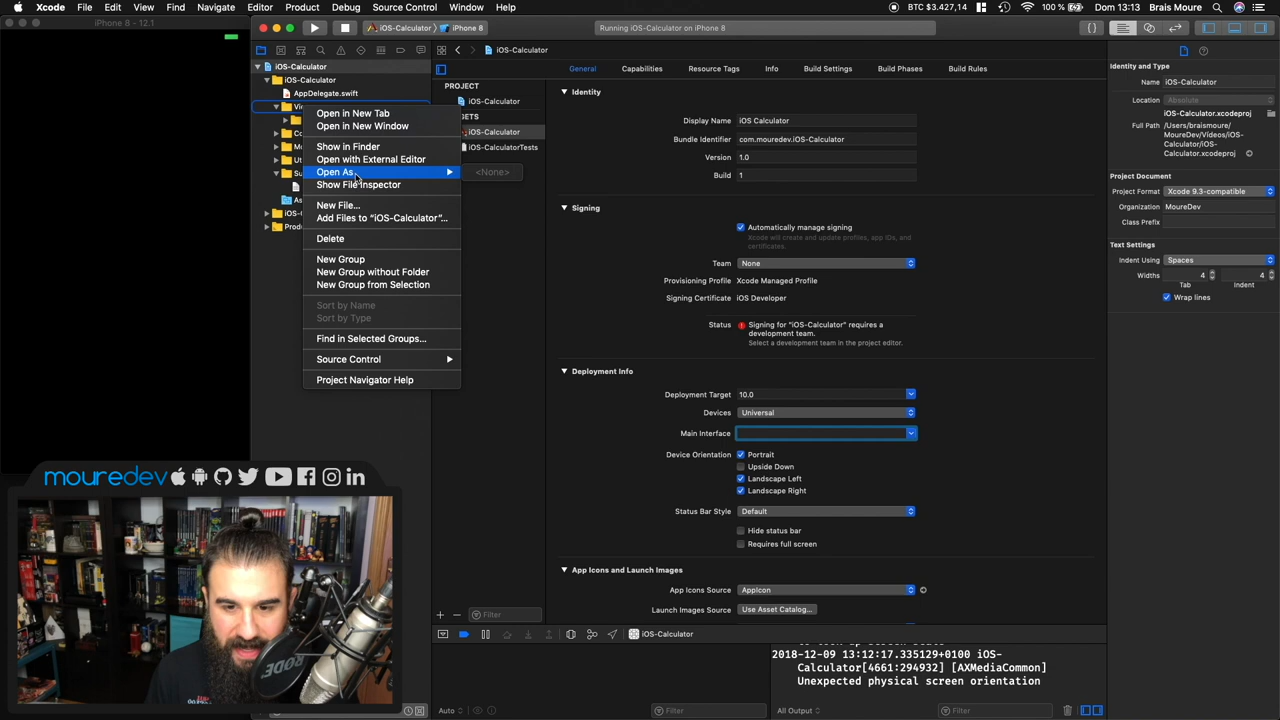 Xcode File Edit View Find Navigate Editor Product Debug Source Control Window Help
B$ 3.427,14
100 %
Dom 13:13 Brais Moure
iPhone 8 - 12.1
iOS-Calculator iPhone 8
Running iOS-Calculator on iPhone 8
iOS-Calculator
iOS-Calculator
AppDelegate.swift
Open in New Tab
Open in New Window
Show in Finder
Open with External Editor
Open As
Show File Inspector
New File...
Add Files to “iOS-Calculator”...
Delete
New Group
New Group without Folder
New Group from Selection
Sort by Name
Sort by Type
Find in Selected Groups...
Source Control
Project Navigator Help
iOS-Calculator
General Capabilities Resource Tags Info Build Settings Build Phases Build Rules
PROJECT
iOS-Calculator
iOS-Calculator
iOS-CalculatorTests
<None>
Identity
Display Name iOS Calculator
Bundle Identifier com.mouredev.iOS-Calculator
Version 1.0
Build 1
Signing
Automatically manage signing
Xcode will create and update profiles, app IDs, and
certificates.
Team None
Provisioning Profile Xcode Managed Profile
Signing Certificate iOS Developer
Status Signing for "iOS-Calculator" requires a
development team.
Select a development team in the project editor.
Deployment Info
Deployment Target 10.0
Devices Universal
Main Interface
Device Orientation Portrait
Upside Down
Landscape Left
Landscape Right
Status Bar Style Default
Hide status bar
Requires full screen
App Icons and Launch Images
App Icons Source AppIcon
Launch Images Source Use Asset Catalog...
Filter
iOS-Calculator
2018-12-09 13:12:17.335129+0100 iOS-
Calculator[4661:294932] [AXMediaCommon]
Unexpected physical screen orientation
Auto
Filter
All Output
Filter
Identity and Type
Name iOS-Calculator
Location Absolute
Full Path /Users/braismoure/
MoureDev/Vídeos/iOS-
Calculator/iOS-
Calculator.xcodeproj
Project Document
Project Format Xcode 9.3-compatible
Organization MoureDev
Class Prefix
Text Settings
Indent Using Spaces
Widths 4 4
Tab Indent
Wrap lines
mouredev
RØDE